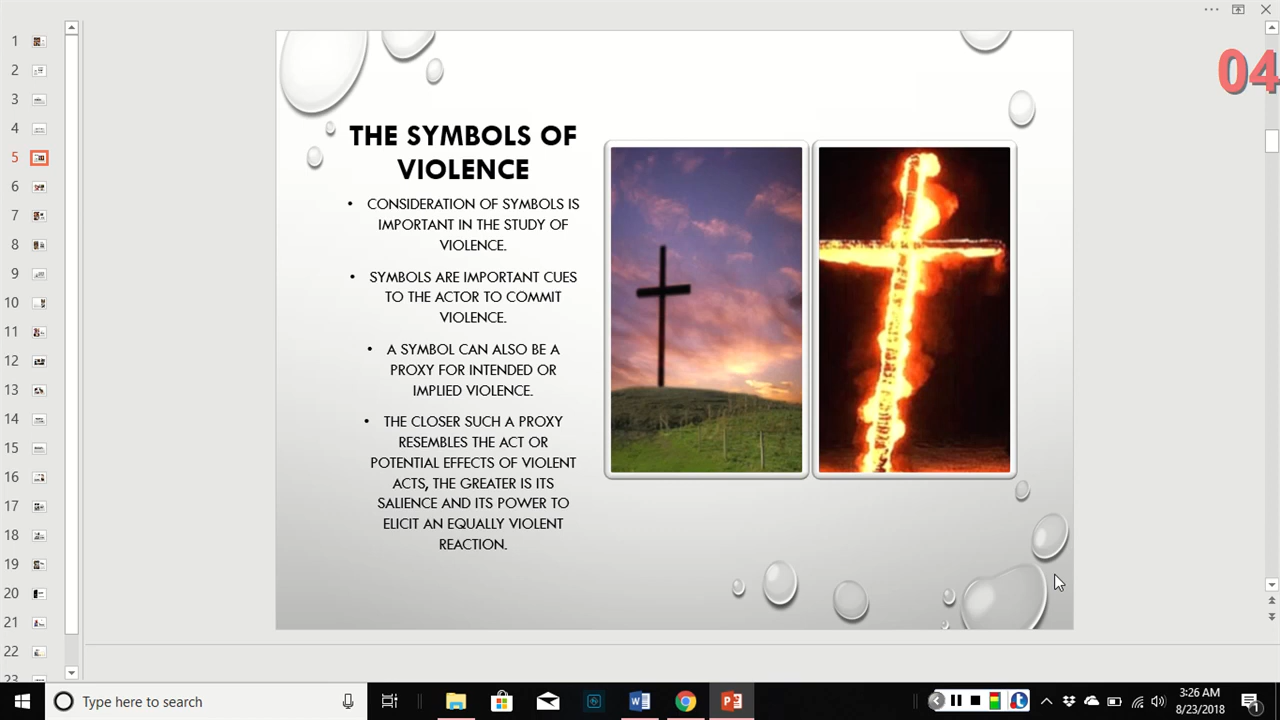 04
1
2
3
4
5
6
7
8
9
10
11
12
13
14
15
16
17
18
19
20
21
22
THE SYMBOLS OF
VIOLENCE
• CONSIDERATION OF SYMBOLS IS
IMPORTANT IN THE STUDY OF
VIOLENCE.
• SYMBOLS ARE IMPORTANT CUES
TO THE ACTOR TO COMMIT
VIOLENCE.
• A SYMBOL CAN ALSO BE A
PROXY FOR INTENDED OR
IMPLIED VIOLENCE.
• THE CLOSER SUCH A PROXY
RESEMBLES THE ACT OR
POTENTIAL EFFECTS OF VIOLENT
ACTS, THE GREATER IS ITS
SALIENCE AND ITS POWER TO
ELICIT AN EQUALLY VIOLENT
REACTION.
Type here to search
3:26 AM
8/23/2018